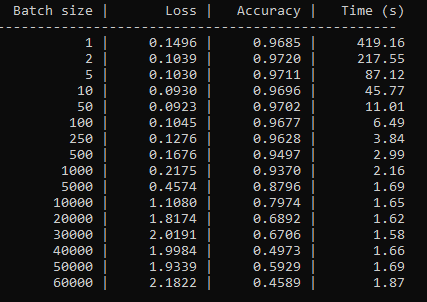 Batch size | Loss | Accuracy | Time (s)
--------------------------------------------------
1 | 0.1496 | 0.9685 | 419.16
2 | 0.1039 | 0.9720 | 217.55
5 | 0.1030 | 0.9711 | 87.12
10 | 0.0930 | 0.9696 | 45.77
50 | 0.0923 | 0.9702 | 11.01
100 | 0.1045 | 0.9677 | 6.49
250 | 0.1276 | 0.9628 | 3.84
500 | 0.1676 | 0.9497 | 2.99
1000 | 0.2175 | 0.9370 | 2.16
5000 | 0.4574 | 0.8796 | 1.69
10000 | 1.1080 | 0.7974 | 1.65
20000 | 1.8174 | 0.6892 | 1.62
30000 | 2.0191 | 0.6706 | 1.58
40000 | 1.9984 | 0.4973 | 1.66
50000 | 1.9339 | 0.5929 | 1.69
60000 | 2.1822 | 0.4589 | 1.87